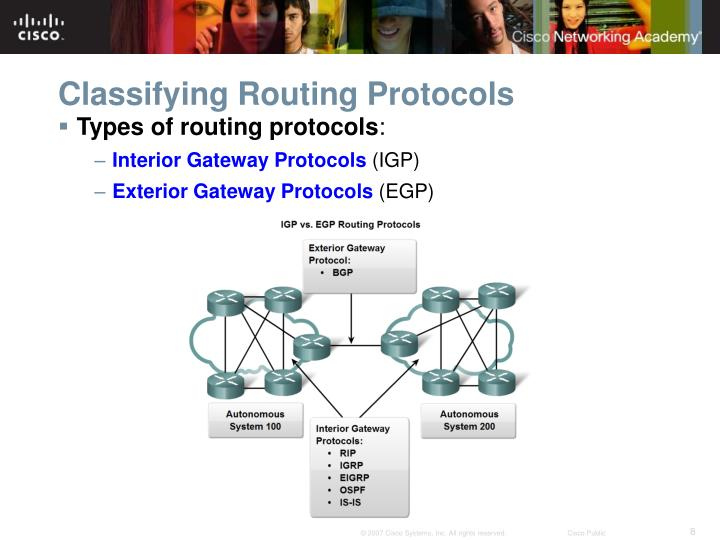 CISCO.
Cisco Networking Academy®
Classifying Routing Protocols
▪ Types of routing protocols:
– Interior Gateway Protocols (IGP)
– Exterior Gateway Protocols (EGP)
IGP vs. EGP Routing Protocols
Exterior Gateway
Protocol:
• BGP
Autonomous
System 100
Autonomous
System 200
Interior Gateway
Protocols:
• RIP
• IGRP
• EIGRP
• OSPF
• IS-IS
© 2007 Cisco Systems, Inc. All rights reserved. Cisco Public 8